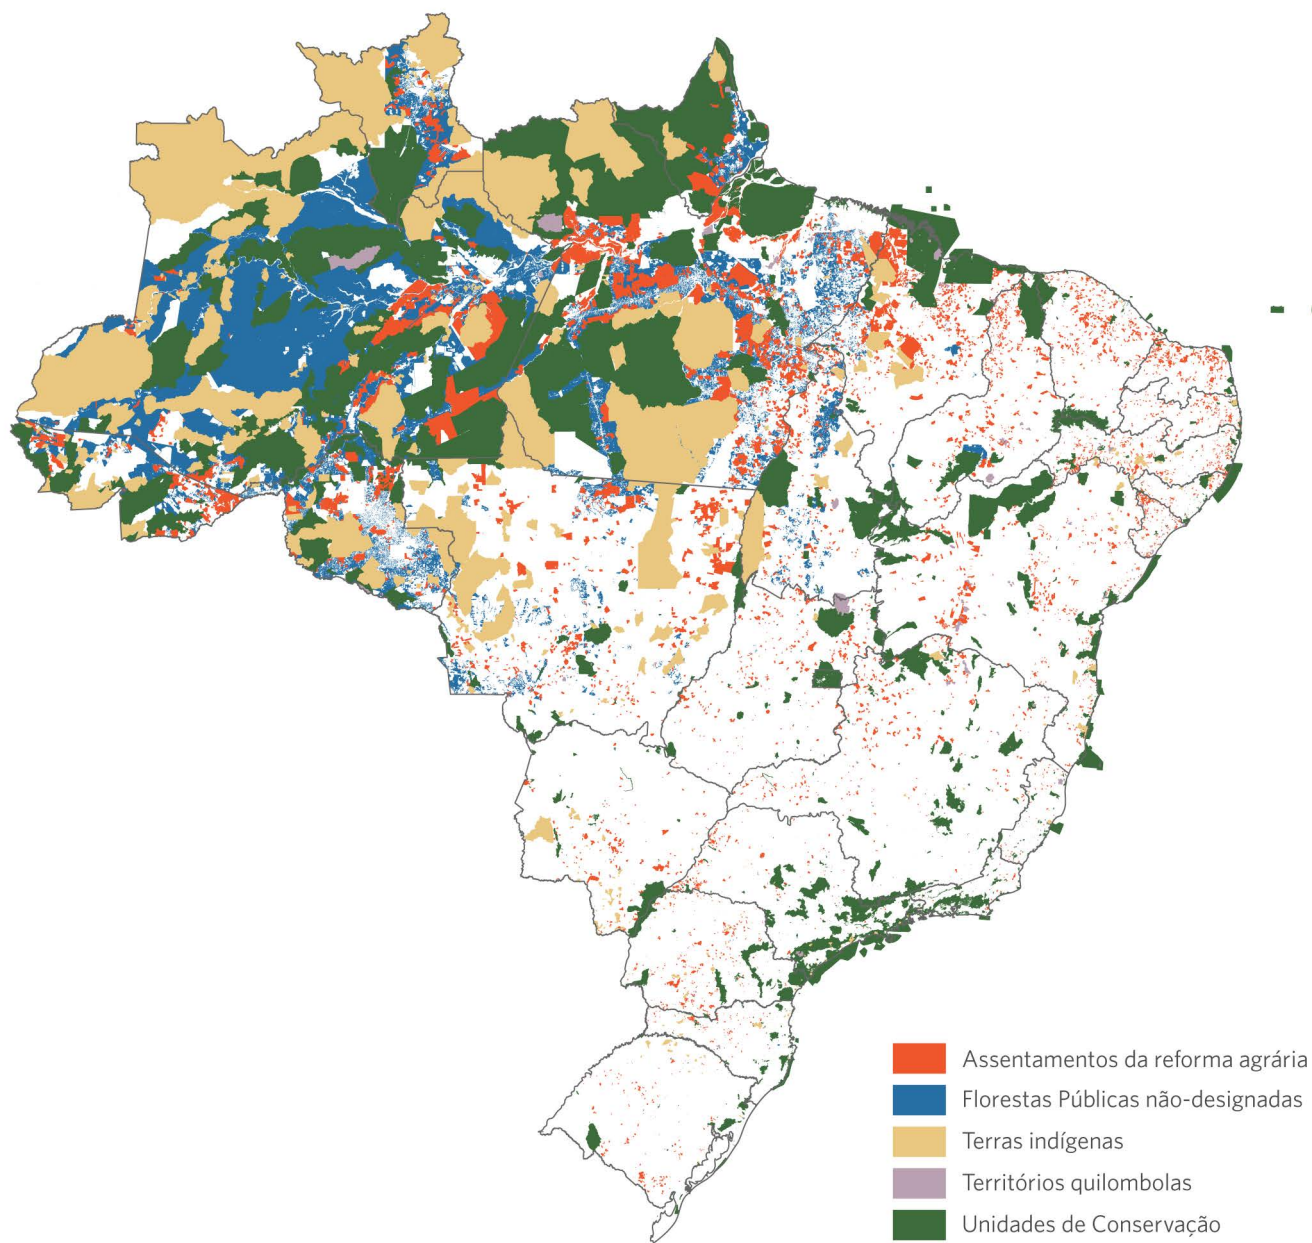 Assentamentos da reforma agrária
Florestas Públicas não-designadas
Terras indígenas
Territórios quilombolas
Unidades de Conservação